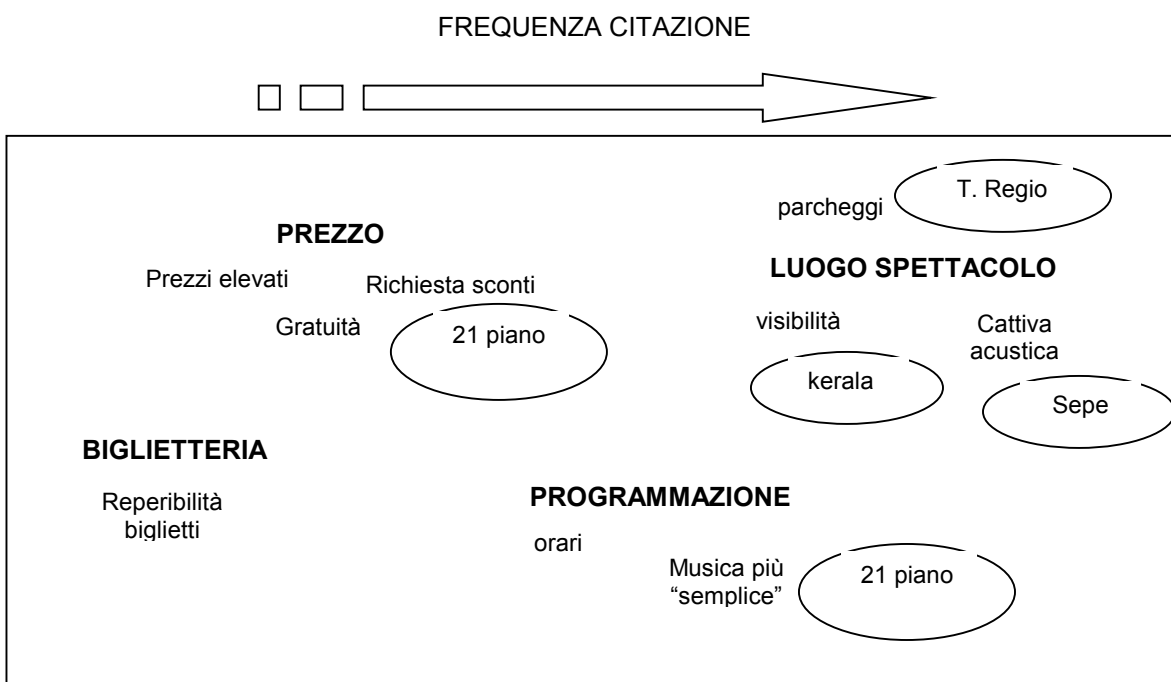 FREQUENZA CITAZIONE
parcheggi
T. Regio
PREZZO
LUOGO SPETTACOLO
Prezzi elevati
Richiesta sconti
Gratuità
21 piano
visibilità
Cattiva
acustica
kerala
Sepe
BIGLIETTERIA
Reperibilità
biglietti
PROGRAMMAZIONE
orari
Musica più
“semplice”
21 piano